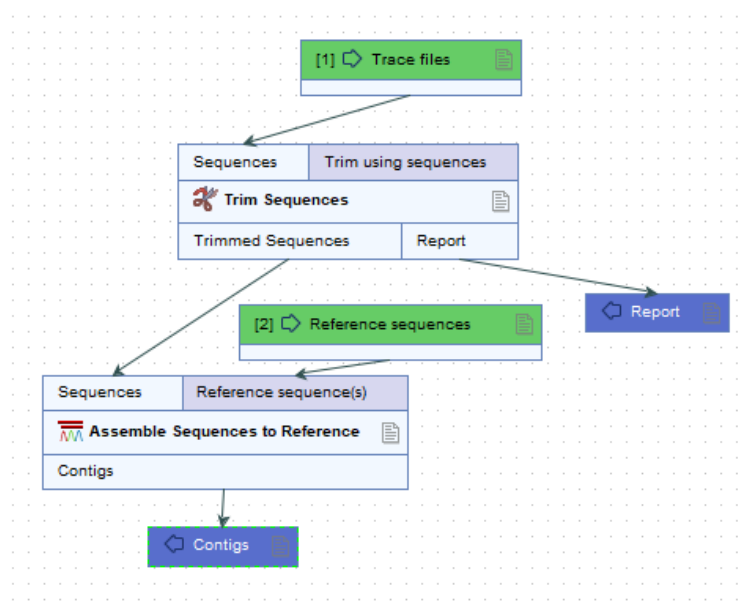 [1] Trace files
Sequences Trim using sequences
Trim Sequences
Trimmed Sequences Report
Report
[2] Reference sequences
Sequences Reference sequence(s)
Assemble Sequences to Reference
Contigs
Contigs